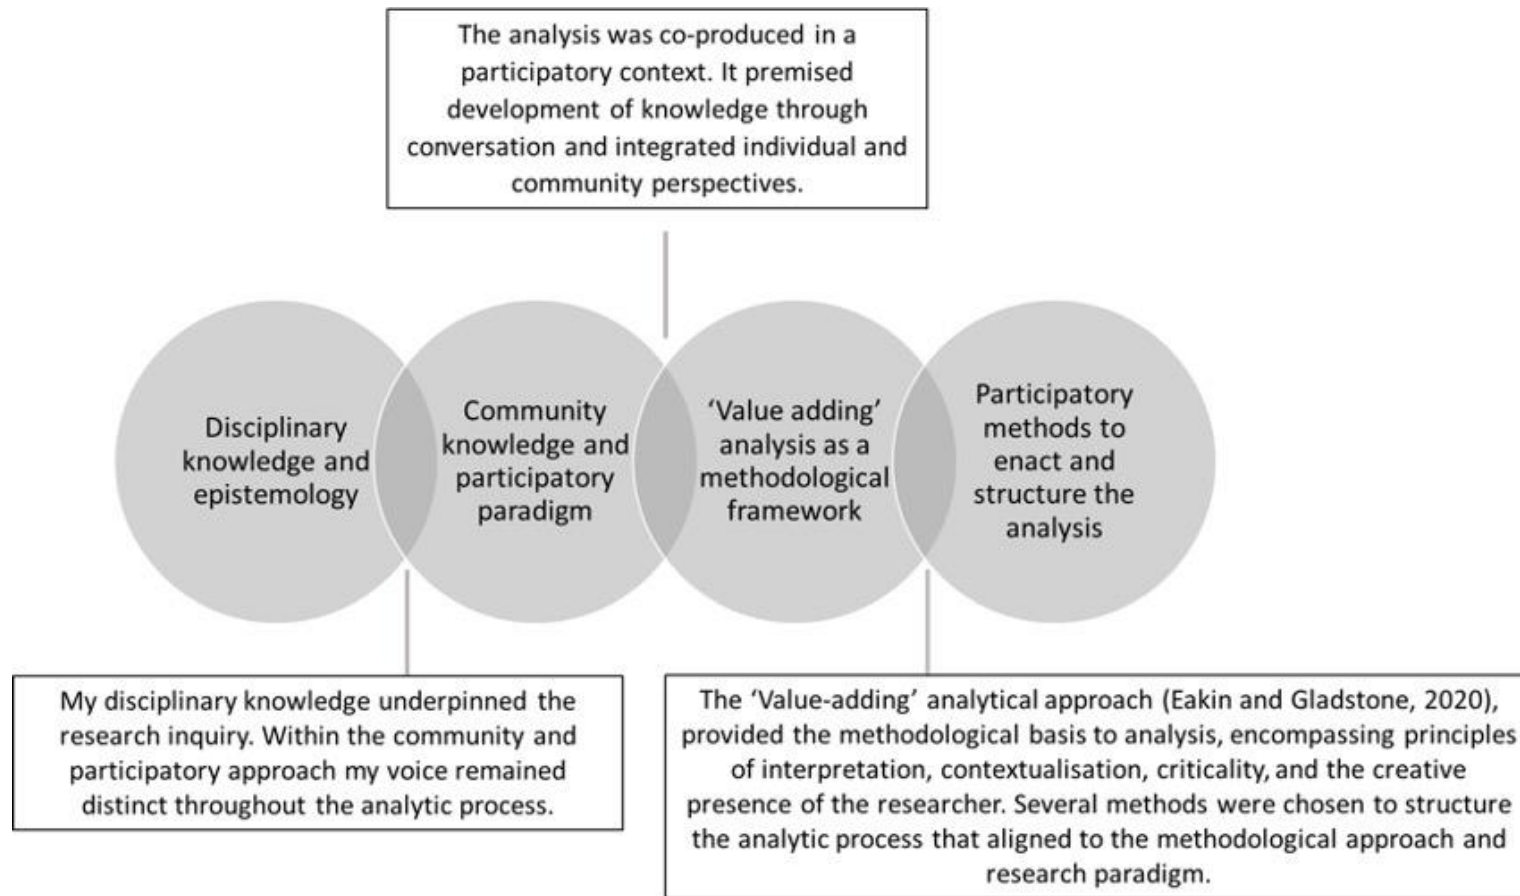 The analysis was co-produced in a
participatory context. It premised
development of knowledge through
conversation and integrated individual and
community perspectives.
Disciplinary
knowledge and
epistemology
Community
knowledge and
participatory
paradigm
‘Value adding’
analysis as a
methodological
framework
Participatory
methods to
enact and
structure the
analysis
My disciplinary knowledge underpinned the
research inquiry. Within the community and
participatory approach my voice remained
distinct throughout the analytic process.
The ‘Value-adding’ analytical approach (Eakin and Gladstone, 2020),
provided the methodological basis to analysis, encompassing principles
of interpretation, contextualisation, criticality, and the creative
presence of the researcher. Several methods were chosen to structure
the analytic process that aligned to the methodological approach and
research paradigm.